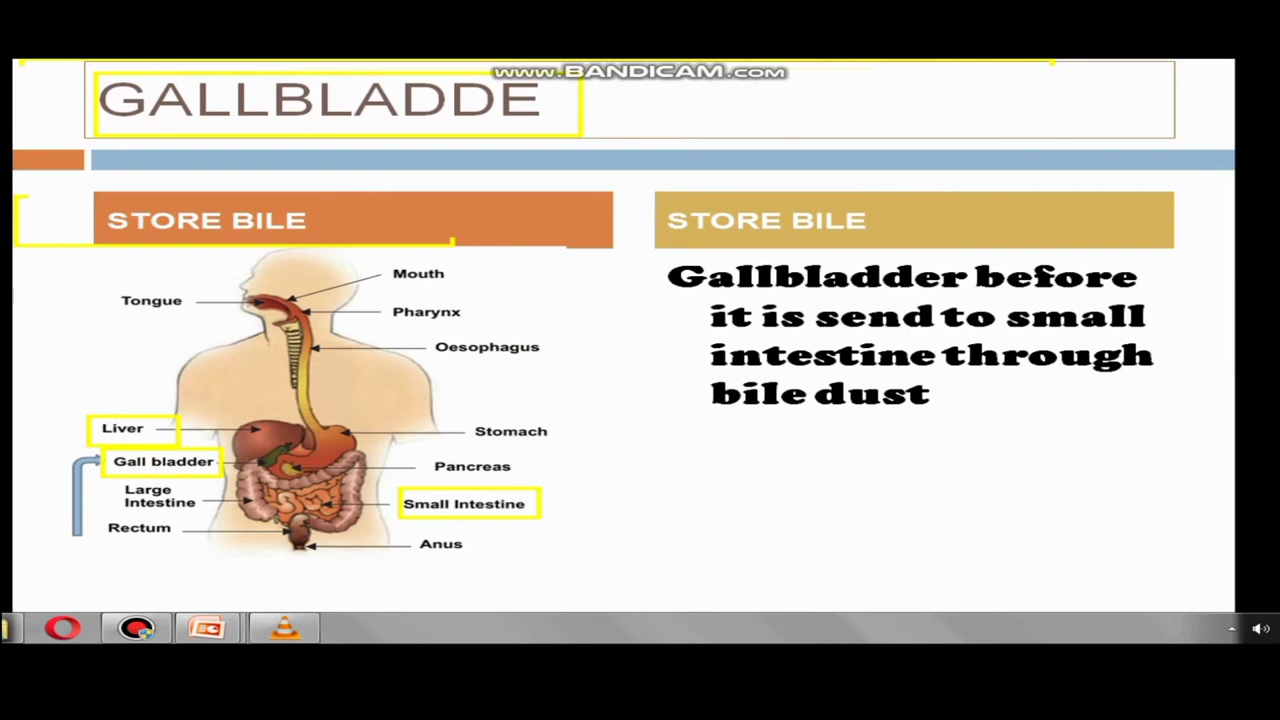 www.BANDICAM.com
GALLBLADDE
STORE BILE
STORE BILE
Mouth
Tongue
Pharynx
Oesophagus
Liver
Stomach
Gall bladder
Pancreas
Large
Intestine
Small Intestine
Rectum
Anus
Gallbladder before
it is send to small
intestine through
bile dust